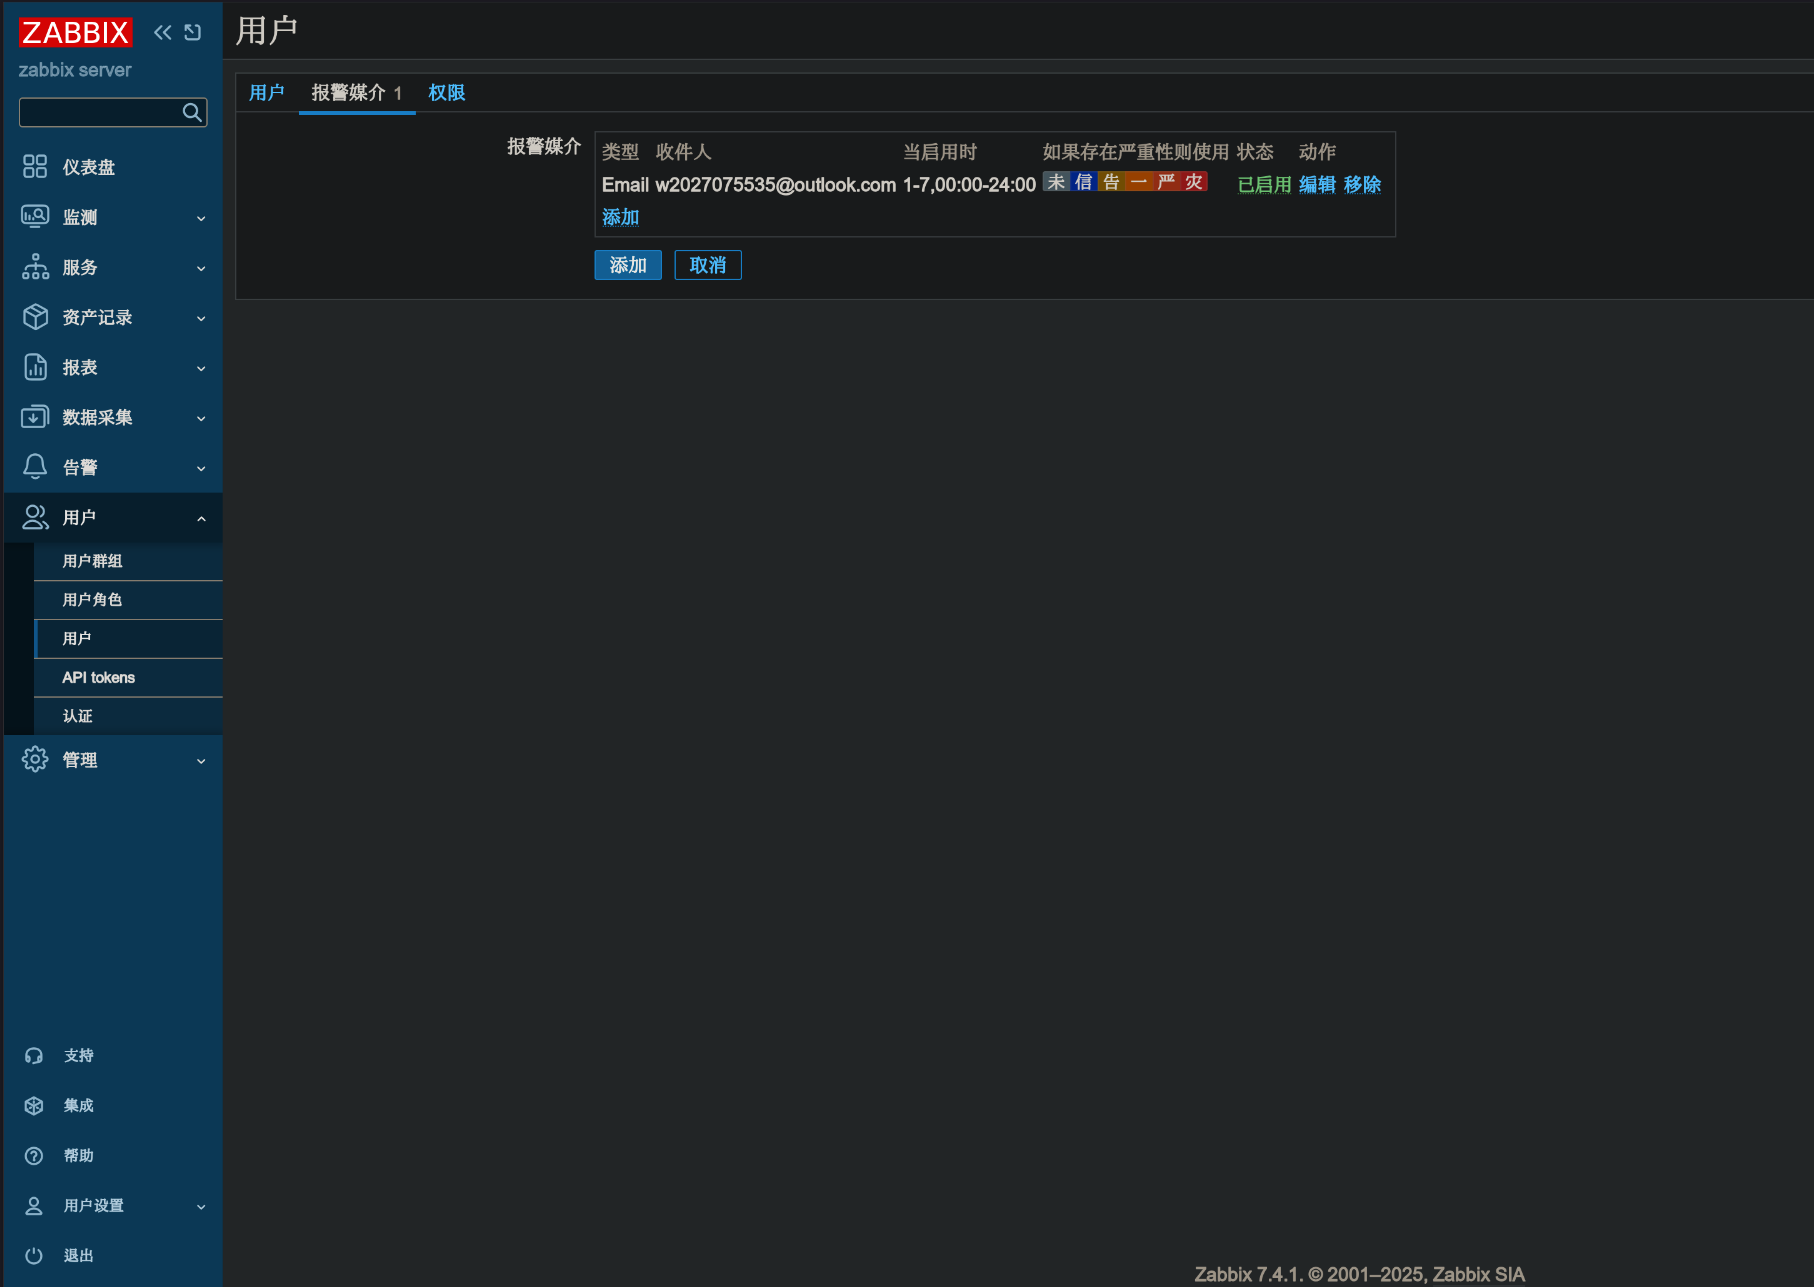 ZABBIX
zabbix server
仪表盘
监测
服务
资产记录
报表
数据采集
告警
用户
用户群组
用户角色
用户
API tokens
认证
管理
支持
集成
帮助
用户设置
退出
用户
用户 报警媒介 1 权限
报警媒介
类型 收件人 当启用时 如果存在严重性则使用 状态 动作
Email w2027075535@outlook.com 1-7,00:00-24:00 未 信 告 一 严 灾 已启用 编辑 移除
添加
添加 取消
Zabbix 7.4.1. © 2001–2025, Zabbix SIA